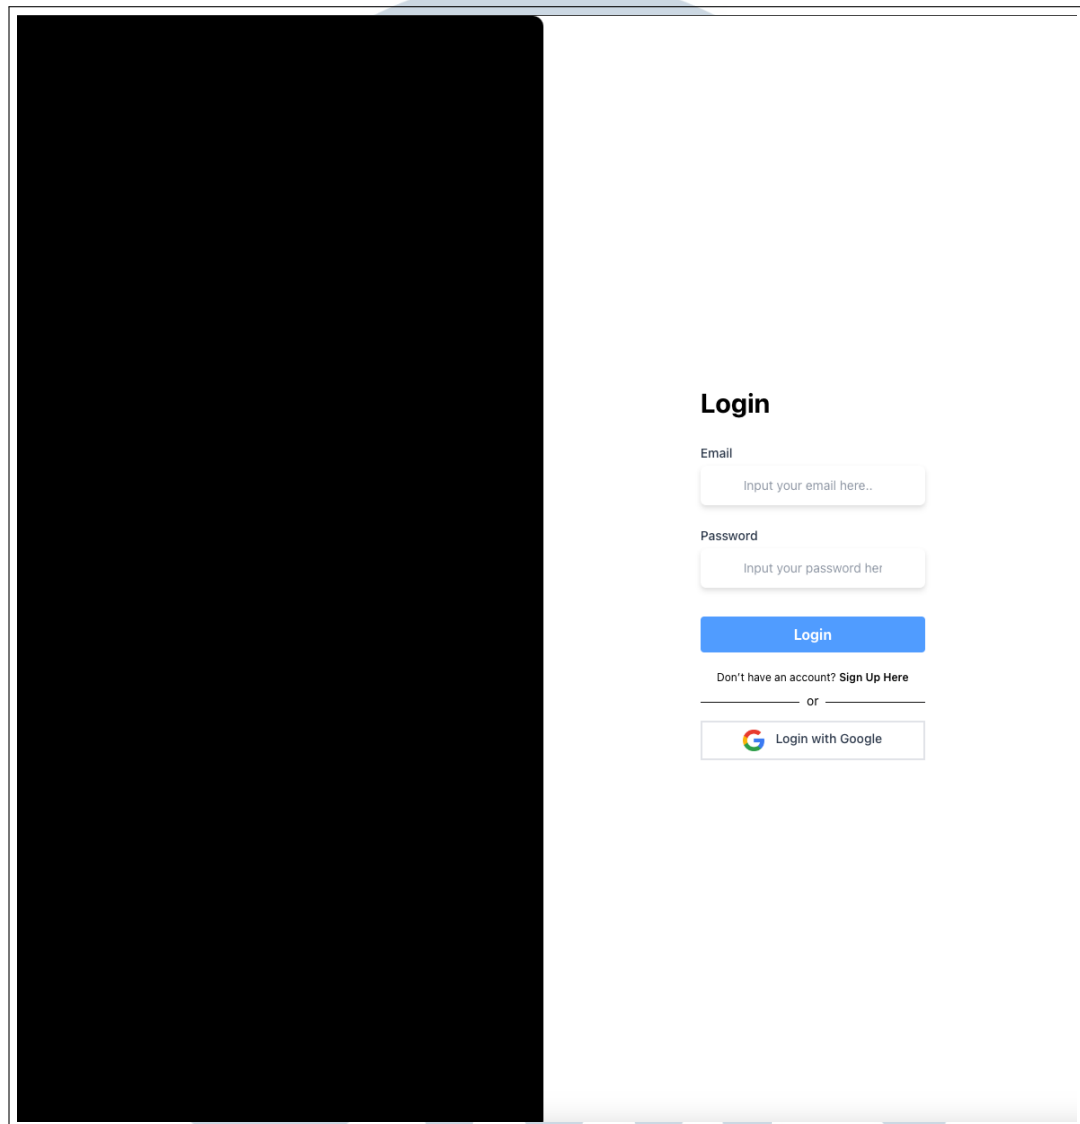 Login
Email
Input your email here..
Password
Input your password her
Login
Don't have an account? Sign Up Here
or
Login with Google